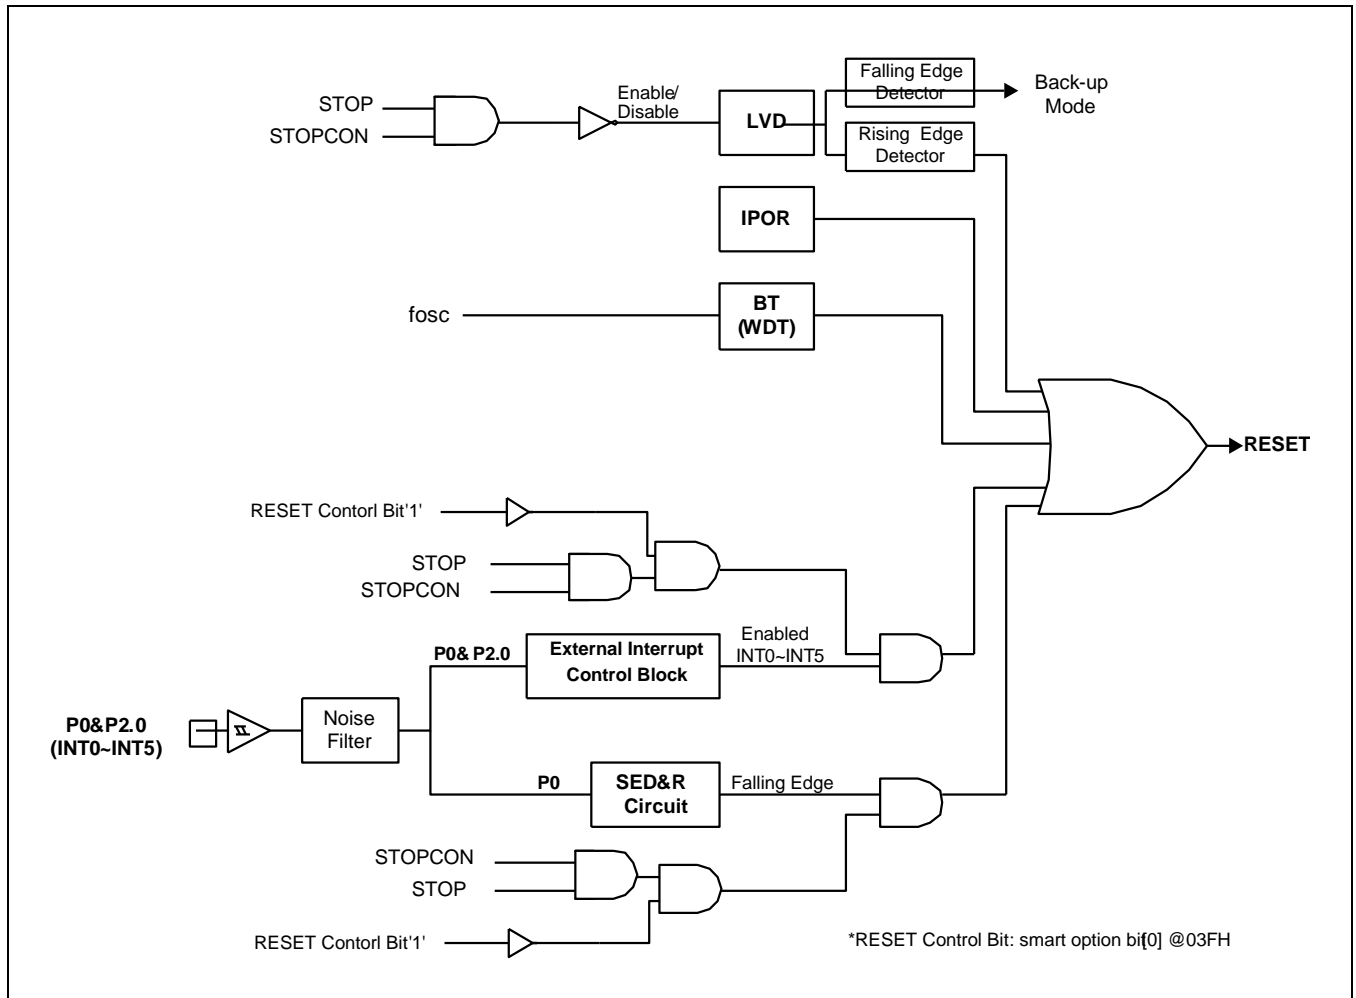 STOP
STOPCON
Enable/
Disable
LVD
Falling Edge
Detector
Back-up
Mode
Rising Edge
Detector
IPOR
fosc
BT
(WDT)
RESET
RESET Contorl Bit'1'
STOP
STOPCON
P0& P2.0
External Interrupt
Control Block
Enabled
INT0~INT5
P0&P2.0
(INT0~INT5)
Noise
Filter
P0
SED&R
Circuit
Falling Edge
STOPCON
STOP
RESET Contorl Bit'1'
*RESET Control Bit: smart option bit[0] @03FH